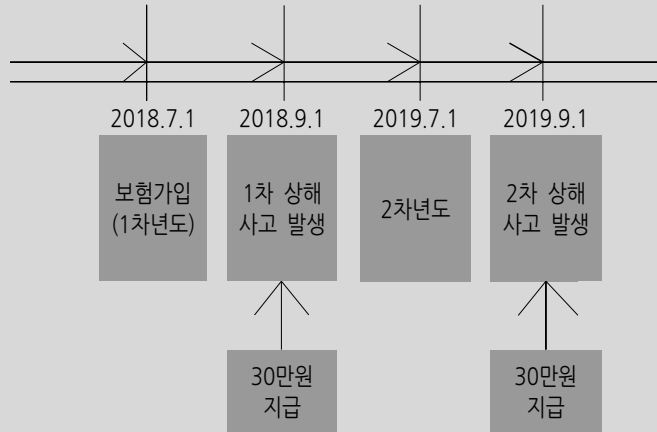 2018.7.1
2018.9.1
2019.7.1
2019.9.1
보험가입
(1차년도)
1차 상해
사고 발생
2차년도
2차 상해
사고 발생
30만원
지급
30만원
지급